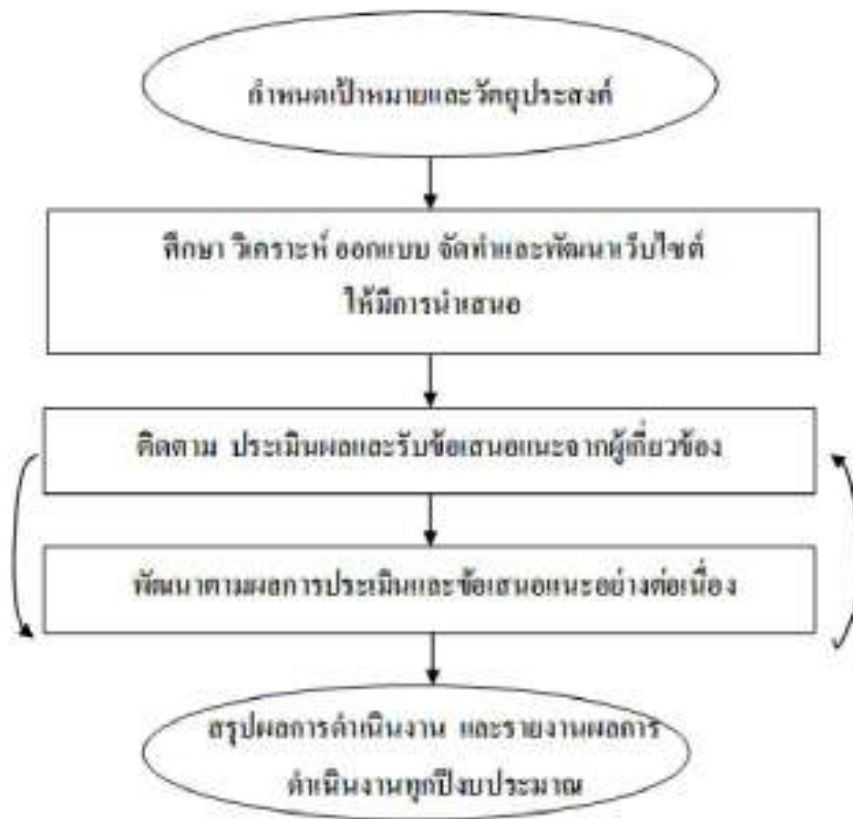 กำหนดเป้าหมายและวัตถุประสงค์
ศึกษา วิเคราะห์ ออกแบบ จัดทำและพัฒนาเว็บไซต์
ให้มีการนำเสนอ
ติดตาม ประเมินผลและรับข้อเสนอแนะจากผู้เกี่ยวข้อง
พัฒนาตามผลการประเมินและข้อเสนอแนะอย่างต่อเนื่อง
สรุปผลการดำเนินงาน และรายงานผลการ
ดำเนินงานทุกปีงบประมาณ